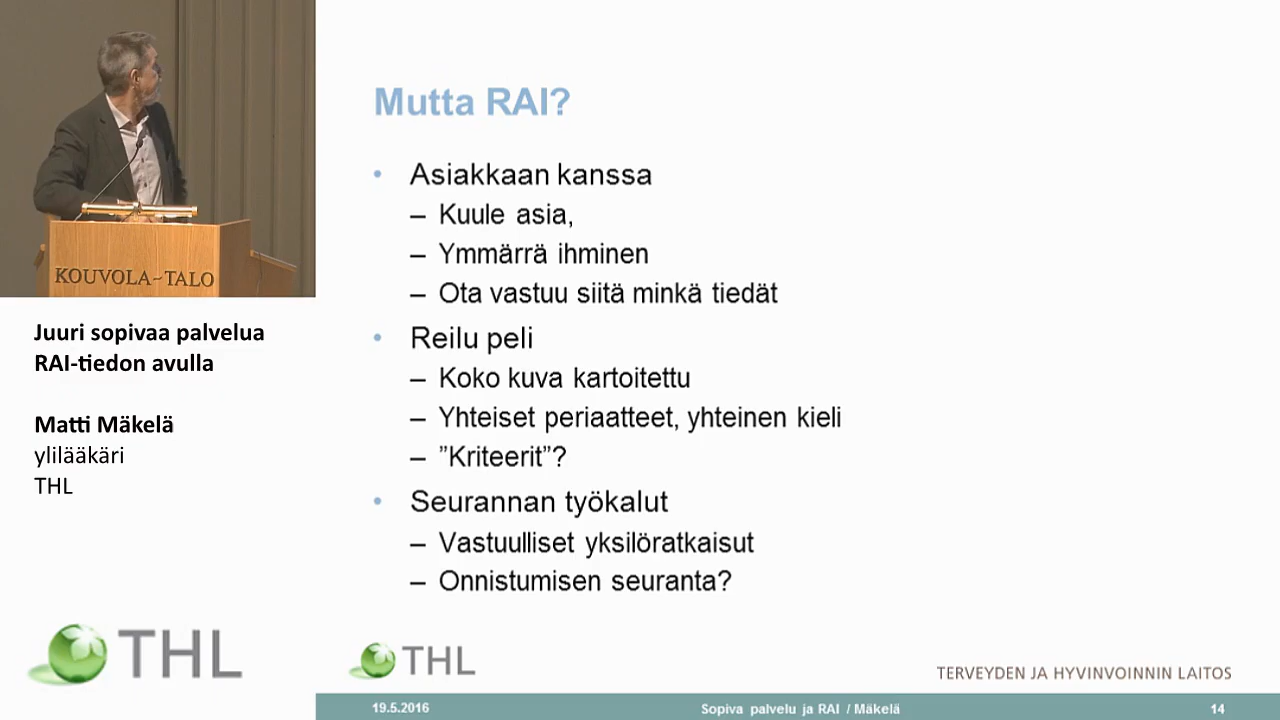 KOUVOLA-TALO
Juuri sopivaa palvelua
RAI-tiedon avulla
Matti Mäkelä
ylilääkäri
THL
THL
Mutta RAI?
• Asiakkaan kanssa
– Kuule asia,
– Ymmärrä ihminen
– Ota vastuu siitä minkä tiedät
• Reilu peli
– Koko kuva kartoitettu
– Yhteiset periaatteet, yhteinen kieli
– ”Kriteerit”?
• Seurannan työkalut
– Vastuulliset yksilöratkaisut
– Onnistumisen seuranta?
THL
TERVEYDEN JA HYVINVOINNIN LAITOS
19.5.2016
Sopiva palvelu ja RAI / Mäkelä
14